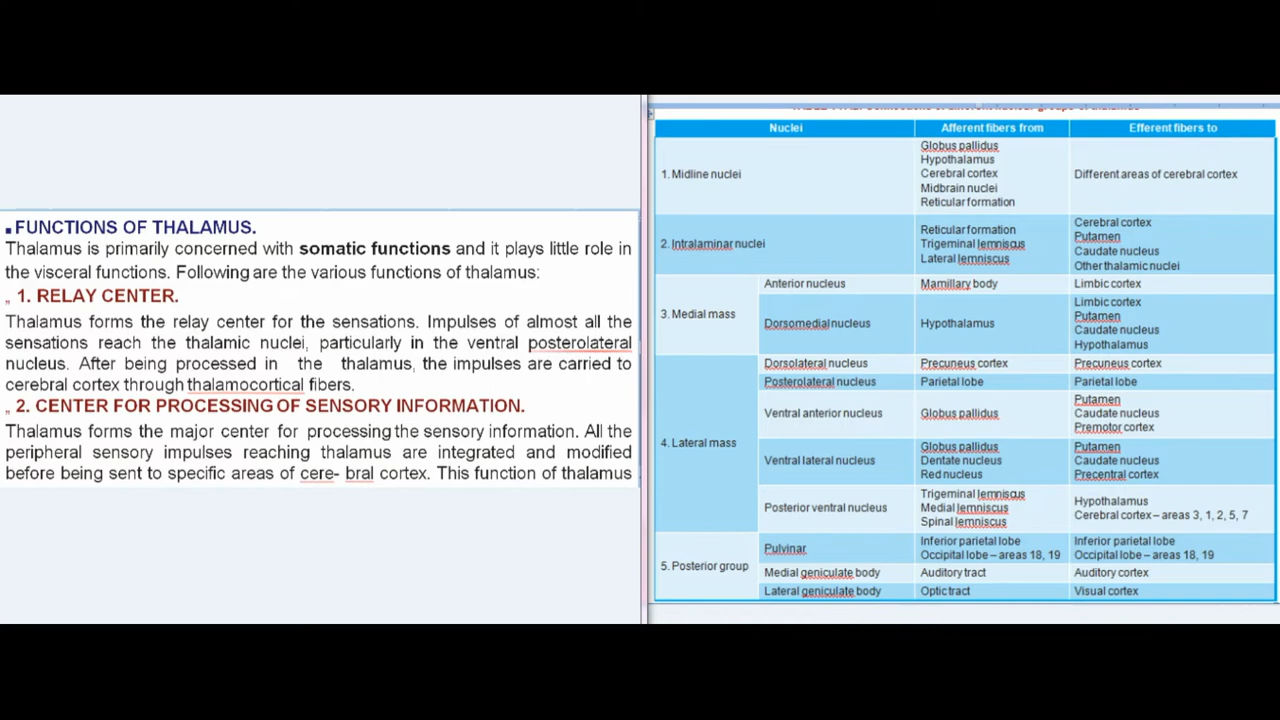 ■FUNCTIONS OF THALAMUS.
Thalamus is primarily concerned with somatic functions and it plays little role in
the visceral functions. Following are the various functions of thalamus:
„ 1. RELAY CENTER.
Thalamus forms the relay center for the sensations. Impulses of almost all the
sensations reach the thalamic nuclei, particularly in the ventral posterolateral
nucleus. After being processed in the thalamus, the impulses are carried to
cerebral cortex through thalamocortical fibers.
„ 2. CENTER FOR PROCESSING OF SENSORY INFORMATION.
Thalamus forms the major center for processing the sensory information. All the
peripheral sensory impulses reaching thalamus are integrated and modified
before being sent to specific areas of cere- bral cortex. This function of thalamus
Nuclei
Afferent fibers from
Efferent fibers to
1. Midline nuclei
Globus pallidus
Hypothalamus
Cerebral cortex
Midbrain nuclei
Reticular formation
Different areas of cerebral cortex
2. Intralaminar nuclei
Reticular formation
Trigeminal lemniscus
Lateral lemniscus
Cerebral cortex
Putamen
Caudate nucleus
Other thalamic nuclei
3. Medial mass
Anterior nucleus
Mamillary body
Limbic cortex
Dorsomedial nucleus
Hypothalamus
Limbic cortex
Putamen
Caudate nucleus
Hypothalamus
4. Lateral mass
Dorsolateral nucleus
Precuneus cortex
Precuneus cortex
Posterolateral nucleus
Parietal lobe
Parietal lobe
Ventral anterior nucleus
Globus pallidus
Putamen
Caudate nucleus
Premotor cortex
Ventral lateral nucleus
Globus pallidus
Dentate nucleus
Red nucleus
Putamen
Caudate nucleus
Precentral cortex
Posterior ventral nucleus
Trigeminal lemniscus
Medial lemniscus
Spinal lemniscus
Hypothalamus
Cerebral cortex – areas 3, 1, 2, 5, 7
5. Posterior group
Pulvinar
Inferior parietal lobe
Occipital lobe – areas 18, 19
Inferior parietal lobe
Occipital lobe – areas 18, 19
Medial geniculate body
Auditory tract
Auditory cortex
Lateral geniculate body
Optic tract
Visual cortex